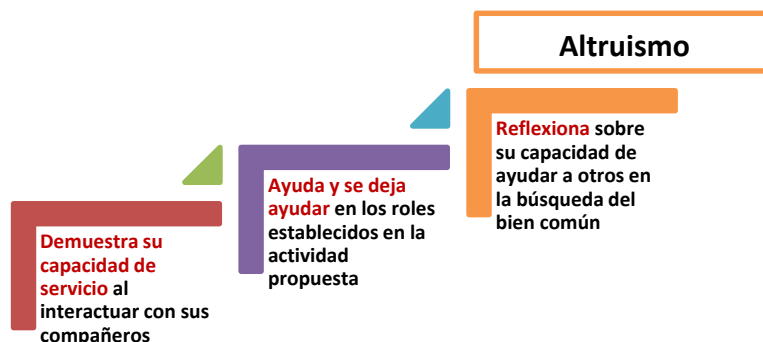 Altruismo
Demuestra su
capacidad de
servicio al
interactuar con sus
compañeros
Ayuda y se deja
ayudar en los roles
establecidos en la
actividad
propuesta
Reflexiona sobre
su capacidad de
ayudar a otros en
la búsqueda del
bien común